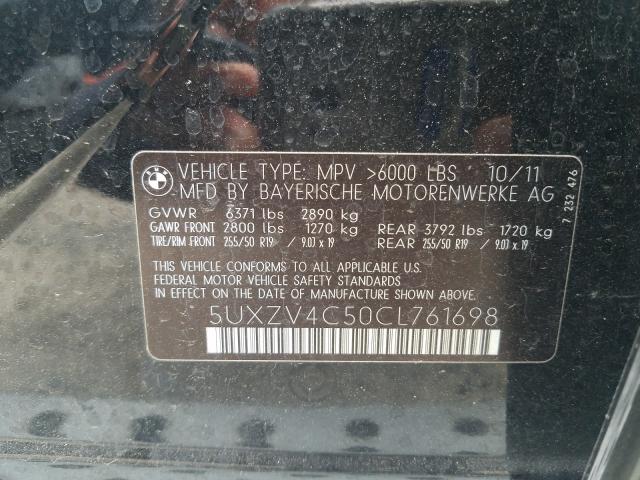 VEHICLE TYPE: MPV >6000 LBS 10/11
MFD BY BAYERISCHE MOTORENWERKE AG
GVWR 6371 lbs 2890 kg
GAWR FRONT 2800 lbs 1270 kg REAR 3792 lbs 1720 kg
TIRE/RIM FRONT 255/50 R19 / 9.0J x 19 REAR 255/50 R19 / 9.0J x 19
THIS VEHICLE CONFORMS TO ALL APPLICABLE U.S.
FEDERAL MOTOR VEHICLE SAFETY STANDARDS
IN EFFECT ON THE DATE OF MANUFACTURE SHOWN ABOVE.
5UXZV4C50CL761698
7 232 476
BMW